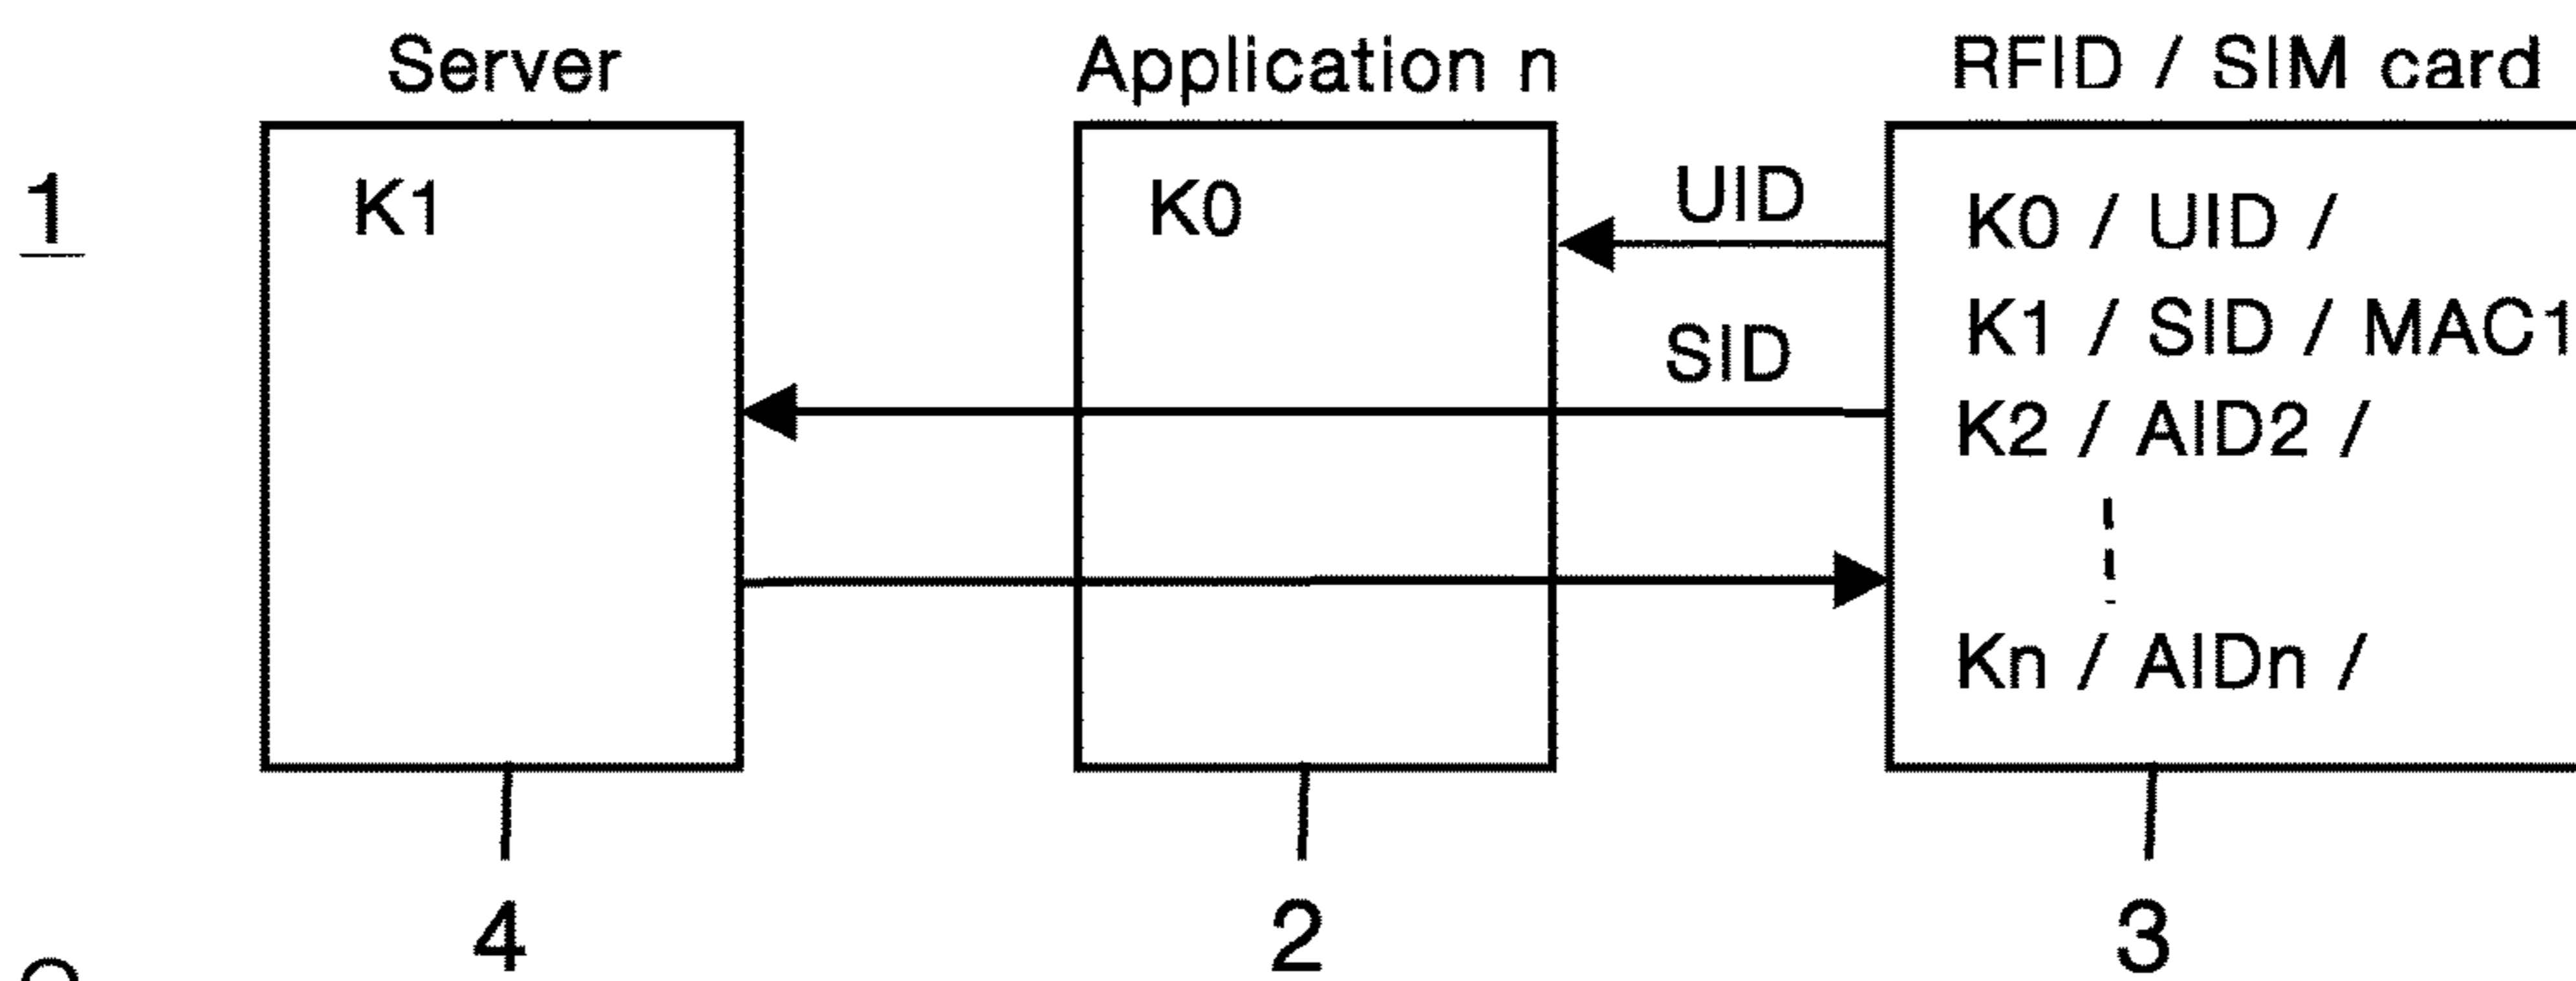 Server
Application n
RFID / SIM card
1
K1
K0
UID
K0 / UID /
K1 / SID / MAC1
SID
K2 / AID2 /
Kn / AIDn /
4
2
3